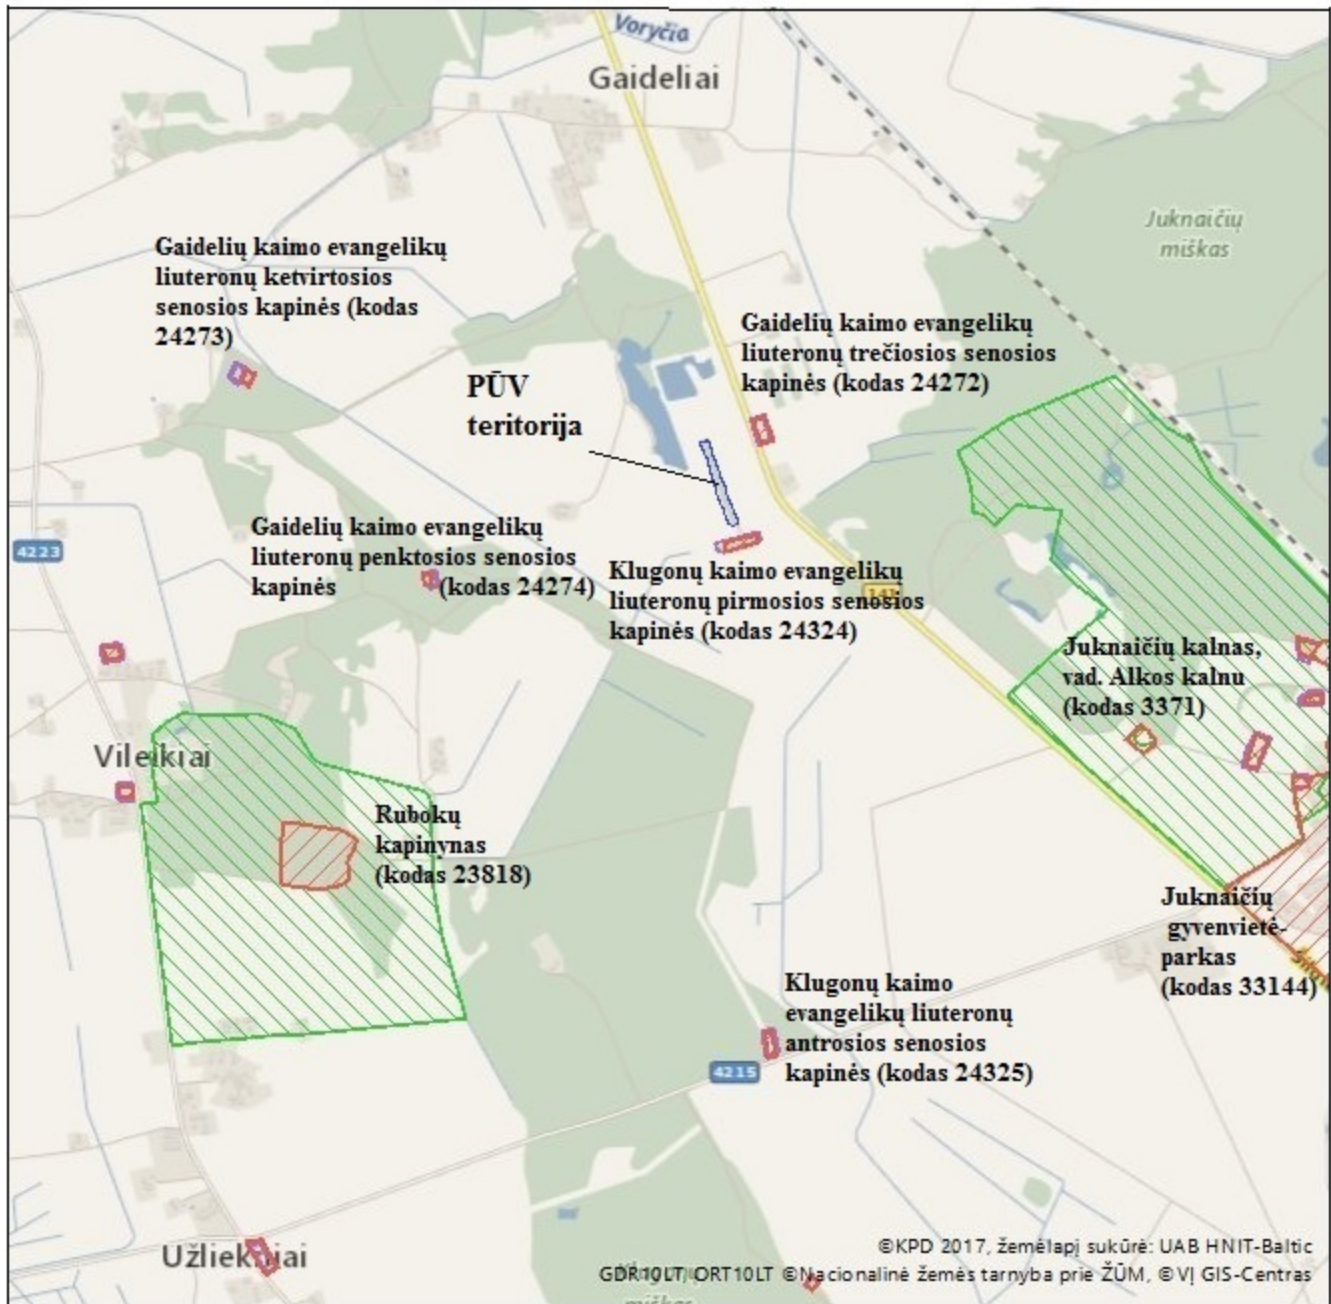 Voryčia
Gaideliai
Juknaičių
miškas
Gaidelių kaimo evangelikų
liuteronų ketvirtosios
senosios kapinės (kodas
24273)
Gaidelių kaimo evangelikų
liuteronų trečiosios senosios
kapinės (kodas 24272)
PŪV
teritorija
4223
Gaidelių kaimo evangelikų
liuteronų penktosios senosios
kapinės (kodas 24274)
Klugonų kaimo evangelikų
liuteronų pirmosios senosios
kapinės (kodas 24324)
141
Juknaičių kalnas,
vad. Alkos kalnu
(kodas 3371)
Vileikiai
Rubokų
kapinynas
(kodas 23818)
Juknaičių
gyvenvietė-
parkas
(kodas 33144)
Klugonų kaimo
evangelikų liuteronų
antrosios senosios
kapinės (kodas 24325)
4215
Užliekniai
©KPD 2017, žemėlapį sukūrė: UAB HNIT-Baltic
GDR10LT, ORT10LT ©Nacionalinė žemės tarnyba prie ŽŪM, ©VĮ GIS-Centras
miškas